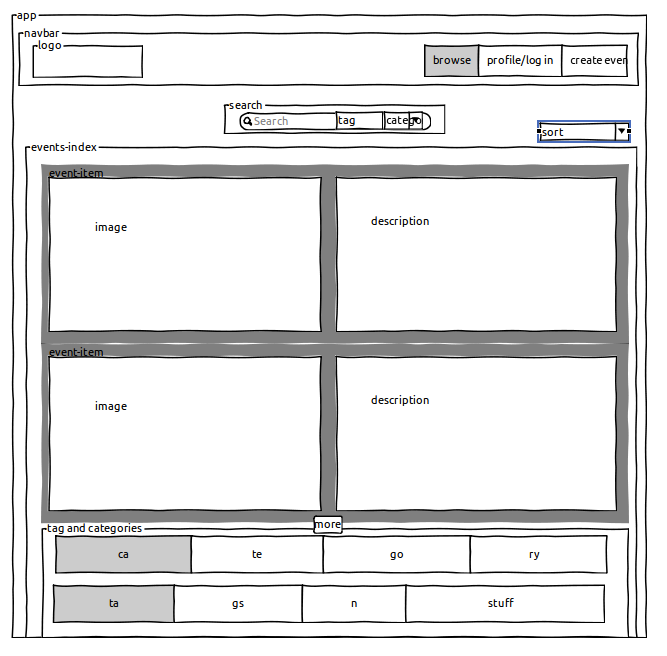 app
navbar
logo
browse
profile/log in
create even
search
Search
tag
catego
sort
events-index
event-item
image
description
event-item
image
description
more
tag and categories
ca
te
go
ry
ta
gs
n
stuff